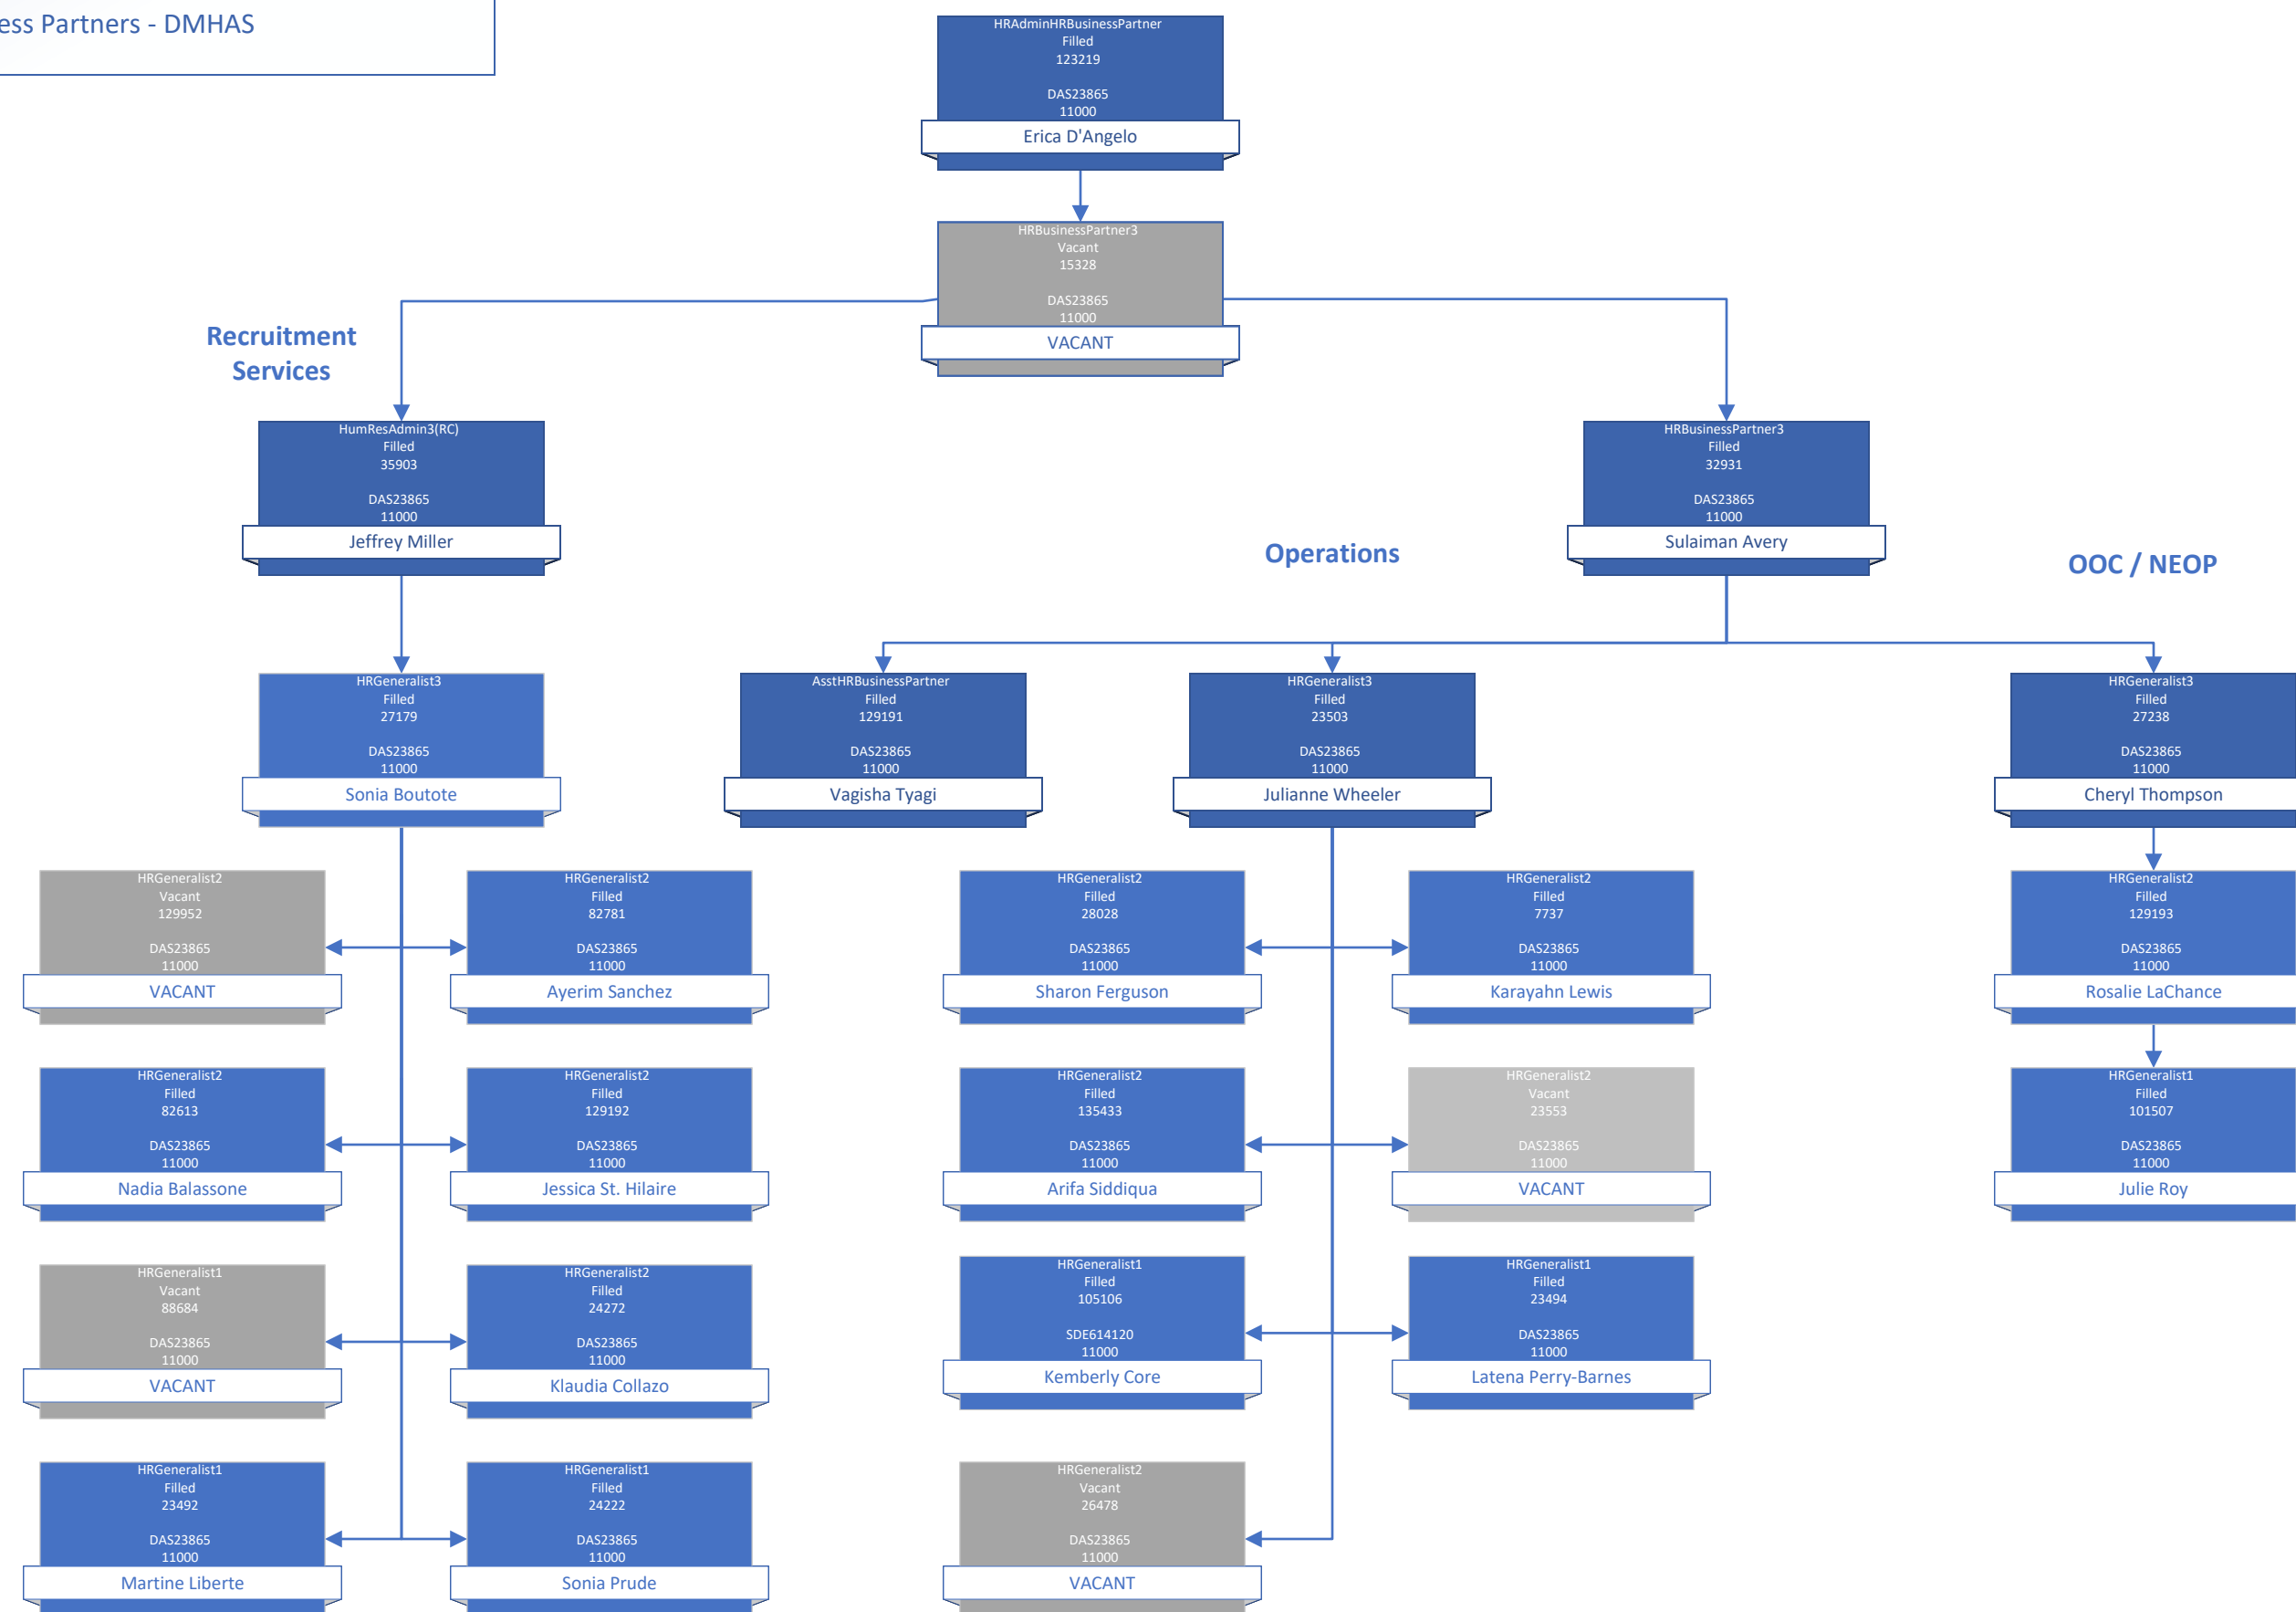 ess Partners - DMHAS
HRAdminHRBusinessPartner
Filled
123219
DAS23865
11000
Erica D'Angelo
HRBusinessPartner3
Vacant
15328
DAS23865
11000
VACANT
Recruitment
Services
HumResAdmin3(RC)
Filled
35903
DAS23865
11000
Jeffrey Miller
HRBusinessPartner3
Filled
32931
DAS23865
11000
Sulaiman Avery
Operations
OOC / NEOP
HRGeneralist3
Filled
27179
DAS23865
11000
Sonia Boutote
AsstHRBusinessPartner
Filled
129191
DAS23865
11000
Vagisha Tyagi
HRGeneralist3
Filled
23503
DAS23865
11000
Julianne Wheeler
HRGeneralist3
Filled
27238
DAS23865
11000
Cheryl Thompson
HRGeneralist2
Vacant
129952
DAS23865
11000
VACANT
HRGeneralist2
Filled
82781
DAS23865
11000
Ayerim Sanchez
HRGeneralist2
Filled
28028
DAS23865
11000
Sharon Ferguson
HRGeneralist2
Filled
7737
DAS23865
11000
Karayahn Lewis
HRGeneralist2
Filled
129193
DAS23865
11000
Rosalie LaChance
HRGeneralist2
Filled
82613
DAS23865
11000
Nadia Balassone
HRGeneralist2
Filled
129192
DAS23865
11000
Jessica St. Hilaire
HRGeneralist2
Filled
135433
DAS23865
11000
Arifa Siddiqua
HRGeneralist2
Vacant
23553
DAS23865
11000
VACANT
HRGeneralist1
Filled
101507
DAS23865
11000
Julie Roy
HRGeneralist1
Vacant
88684
DAS23865
11000
VACANT
HRGeneralist2
Filled
24272
DAS23865
11000
Klaudia Collazo
HRGeneralist1
Filled
105106
SDE614120
11000
Kemberly Core
HRGeneralist1
Filled
23494
DAS23865
11000
Latena Perry-Barnes
HRGeneralist1
Filled
23492
DAS23865
11000
Martine Liberte
HRGeneralist1
Filled
24222
DAS23865
11000
Sonia Prude
HRGeneralist2
Vacant
26478
DAS23865
11000
VACANT